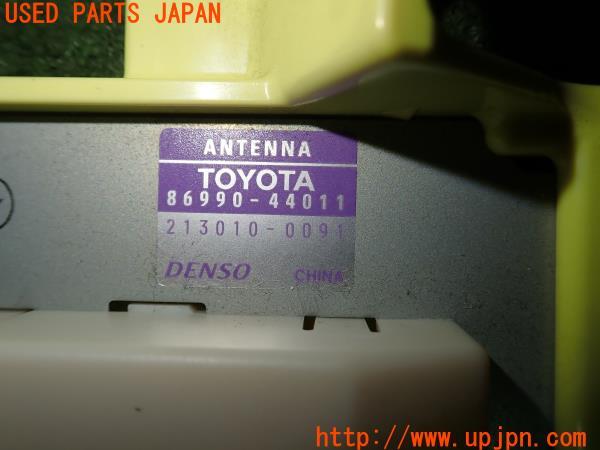 USED PARTS JAPAN
ANTENNA
TOYOTA
86990-44011
213010-0091
DENSO CHINA
http://www.upjpn.com